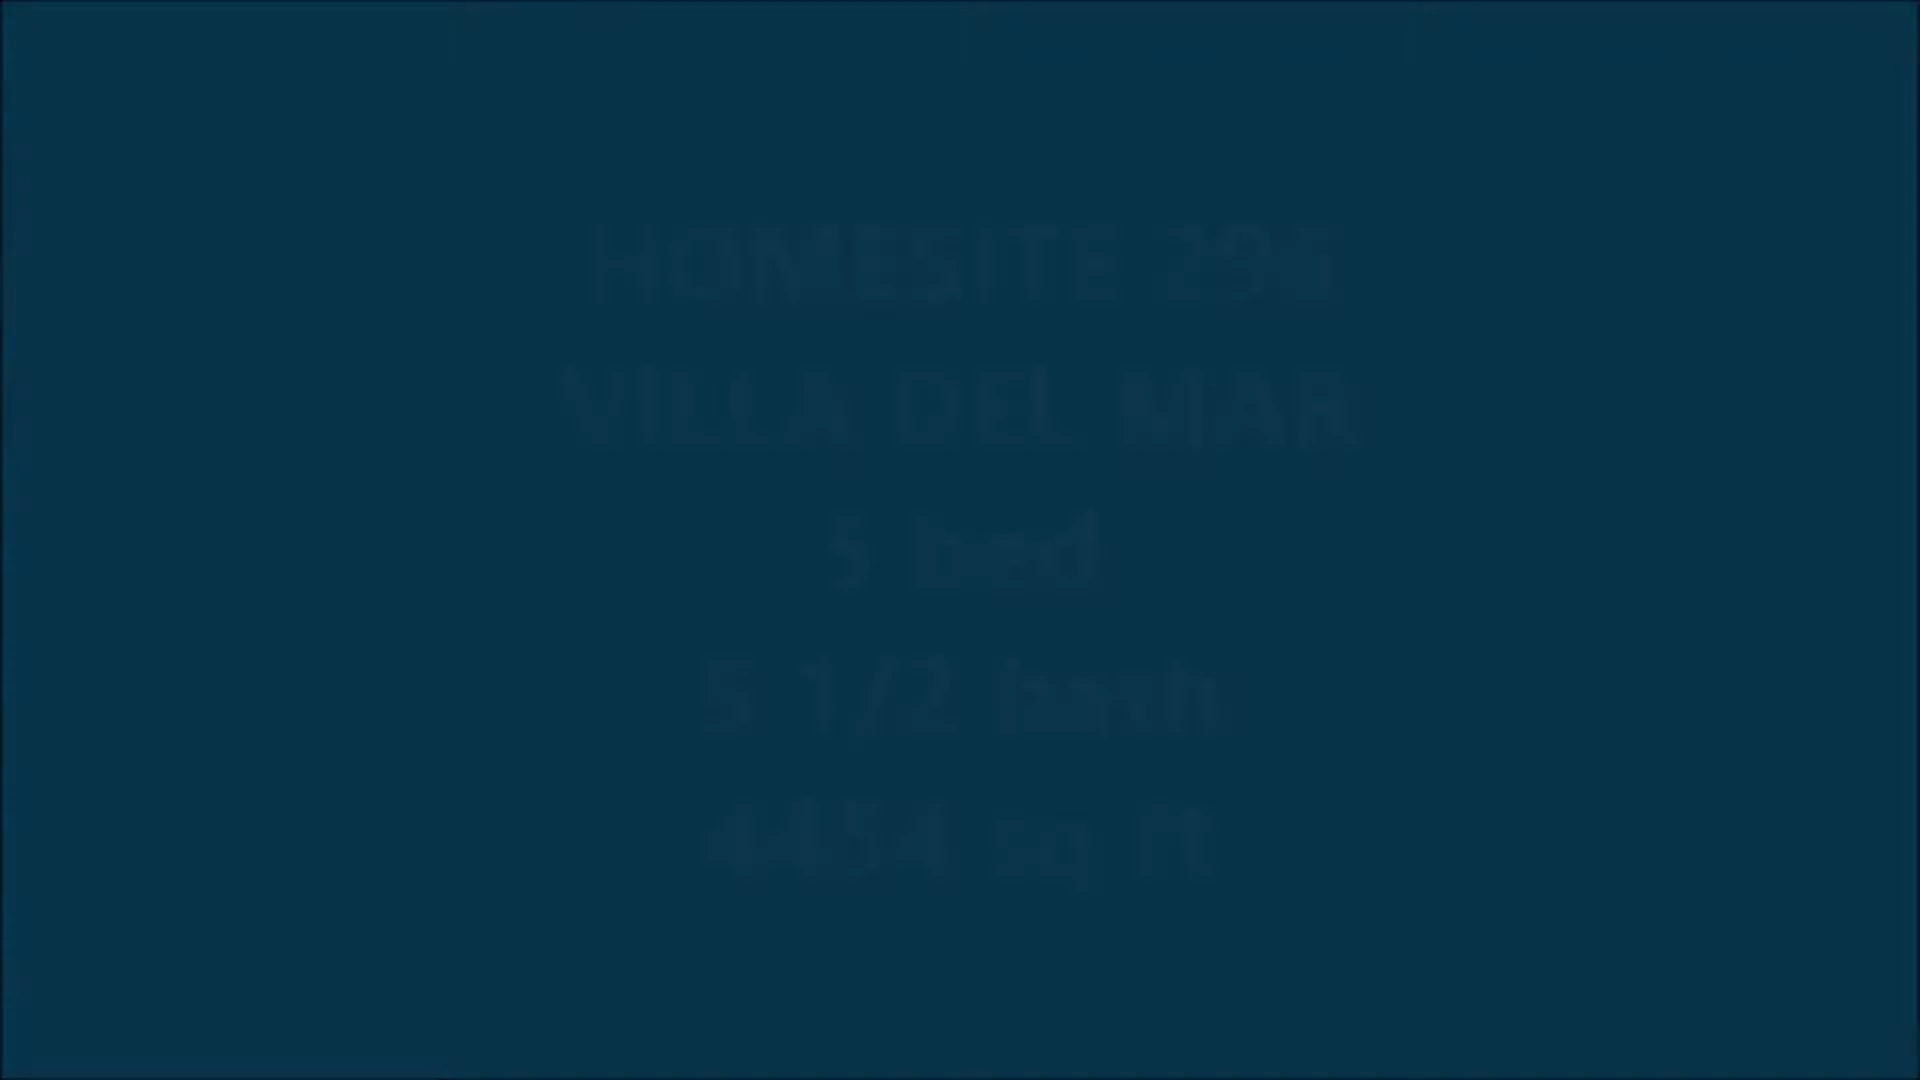 HOMESITE 296
VILLA DEL MAR
5 bed
5 1/2 bath
4454 sq ft